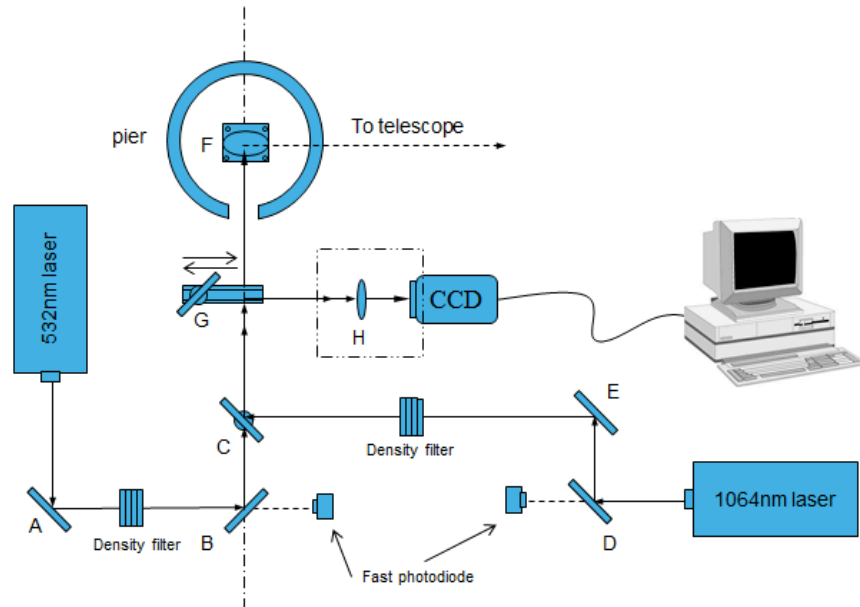 To telescope
pier
F
532nm laser
G
CCD
H
E
C
Density filter
1064nm laser
A
B
D
Density filter
Fast photodiode